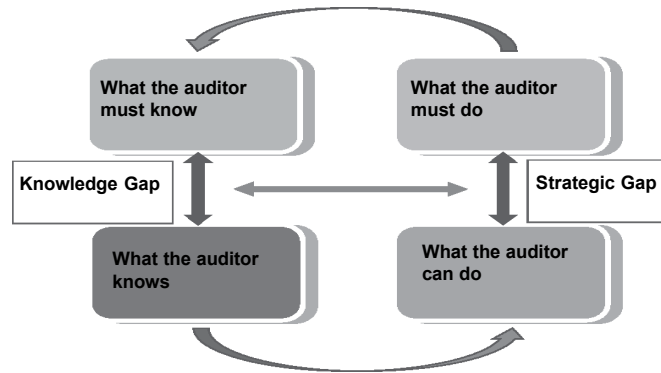 What the auditor
must know
What the auditor
must do
Knowledge Gap
Strategic Gap
What the auditor
knows
What the auditor
can do